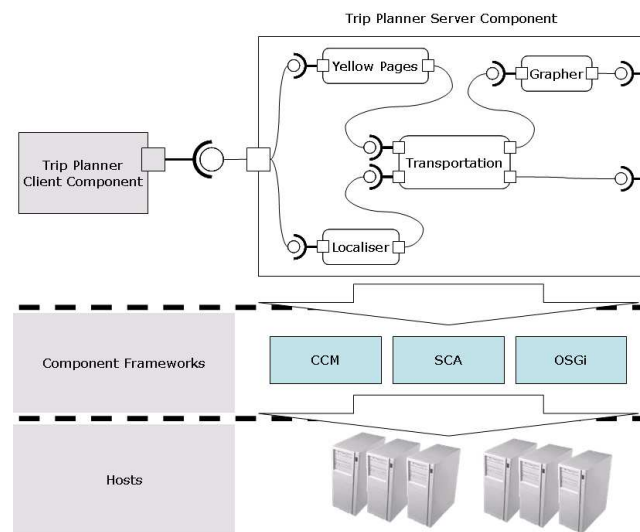 Trip Planner Server Component
Yellow Pages
Grapher
Trip Planner
Client Component
Transportation
Localiser
Component Frameworks
CCM
SCA
OSGi
Hosts